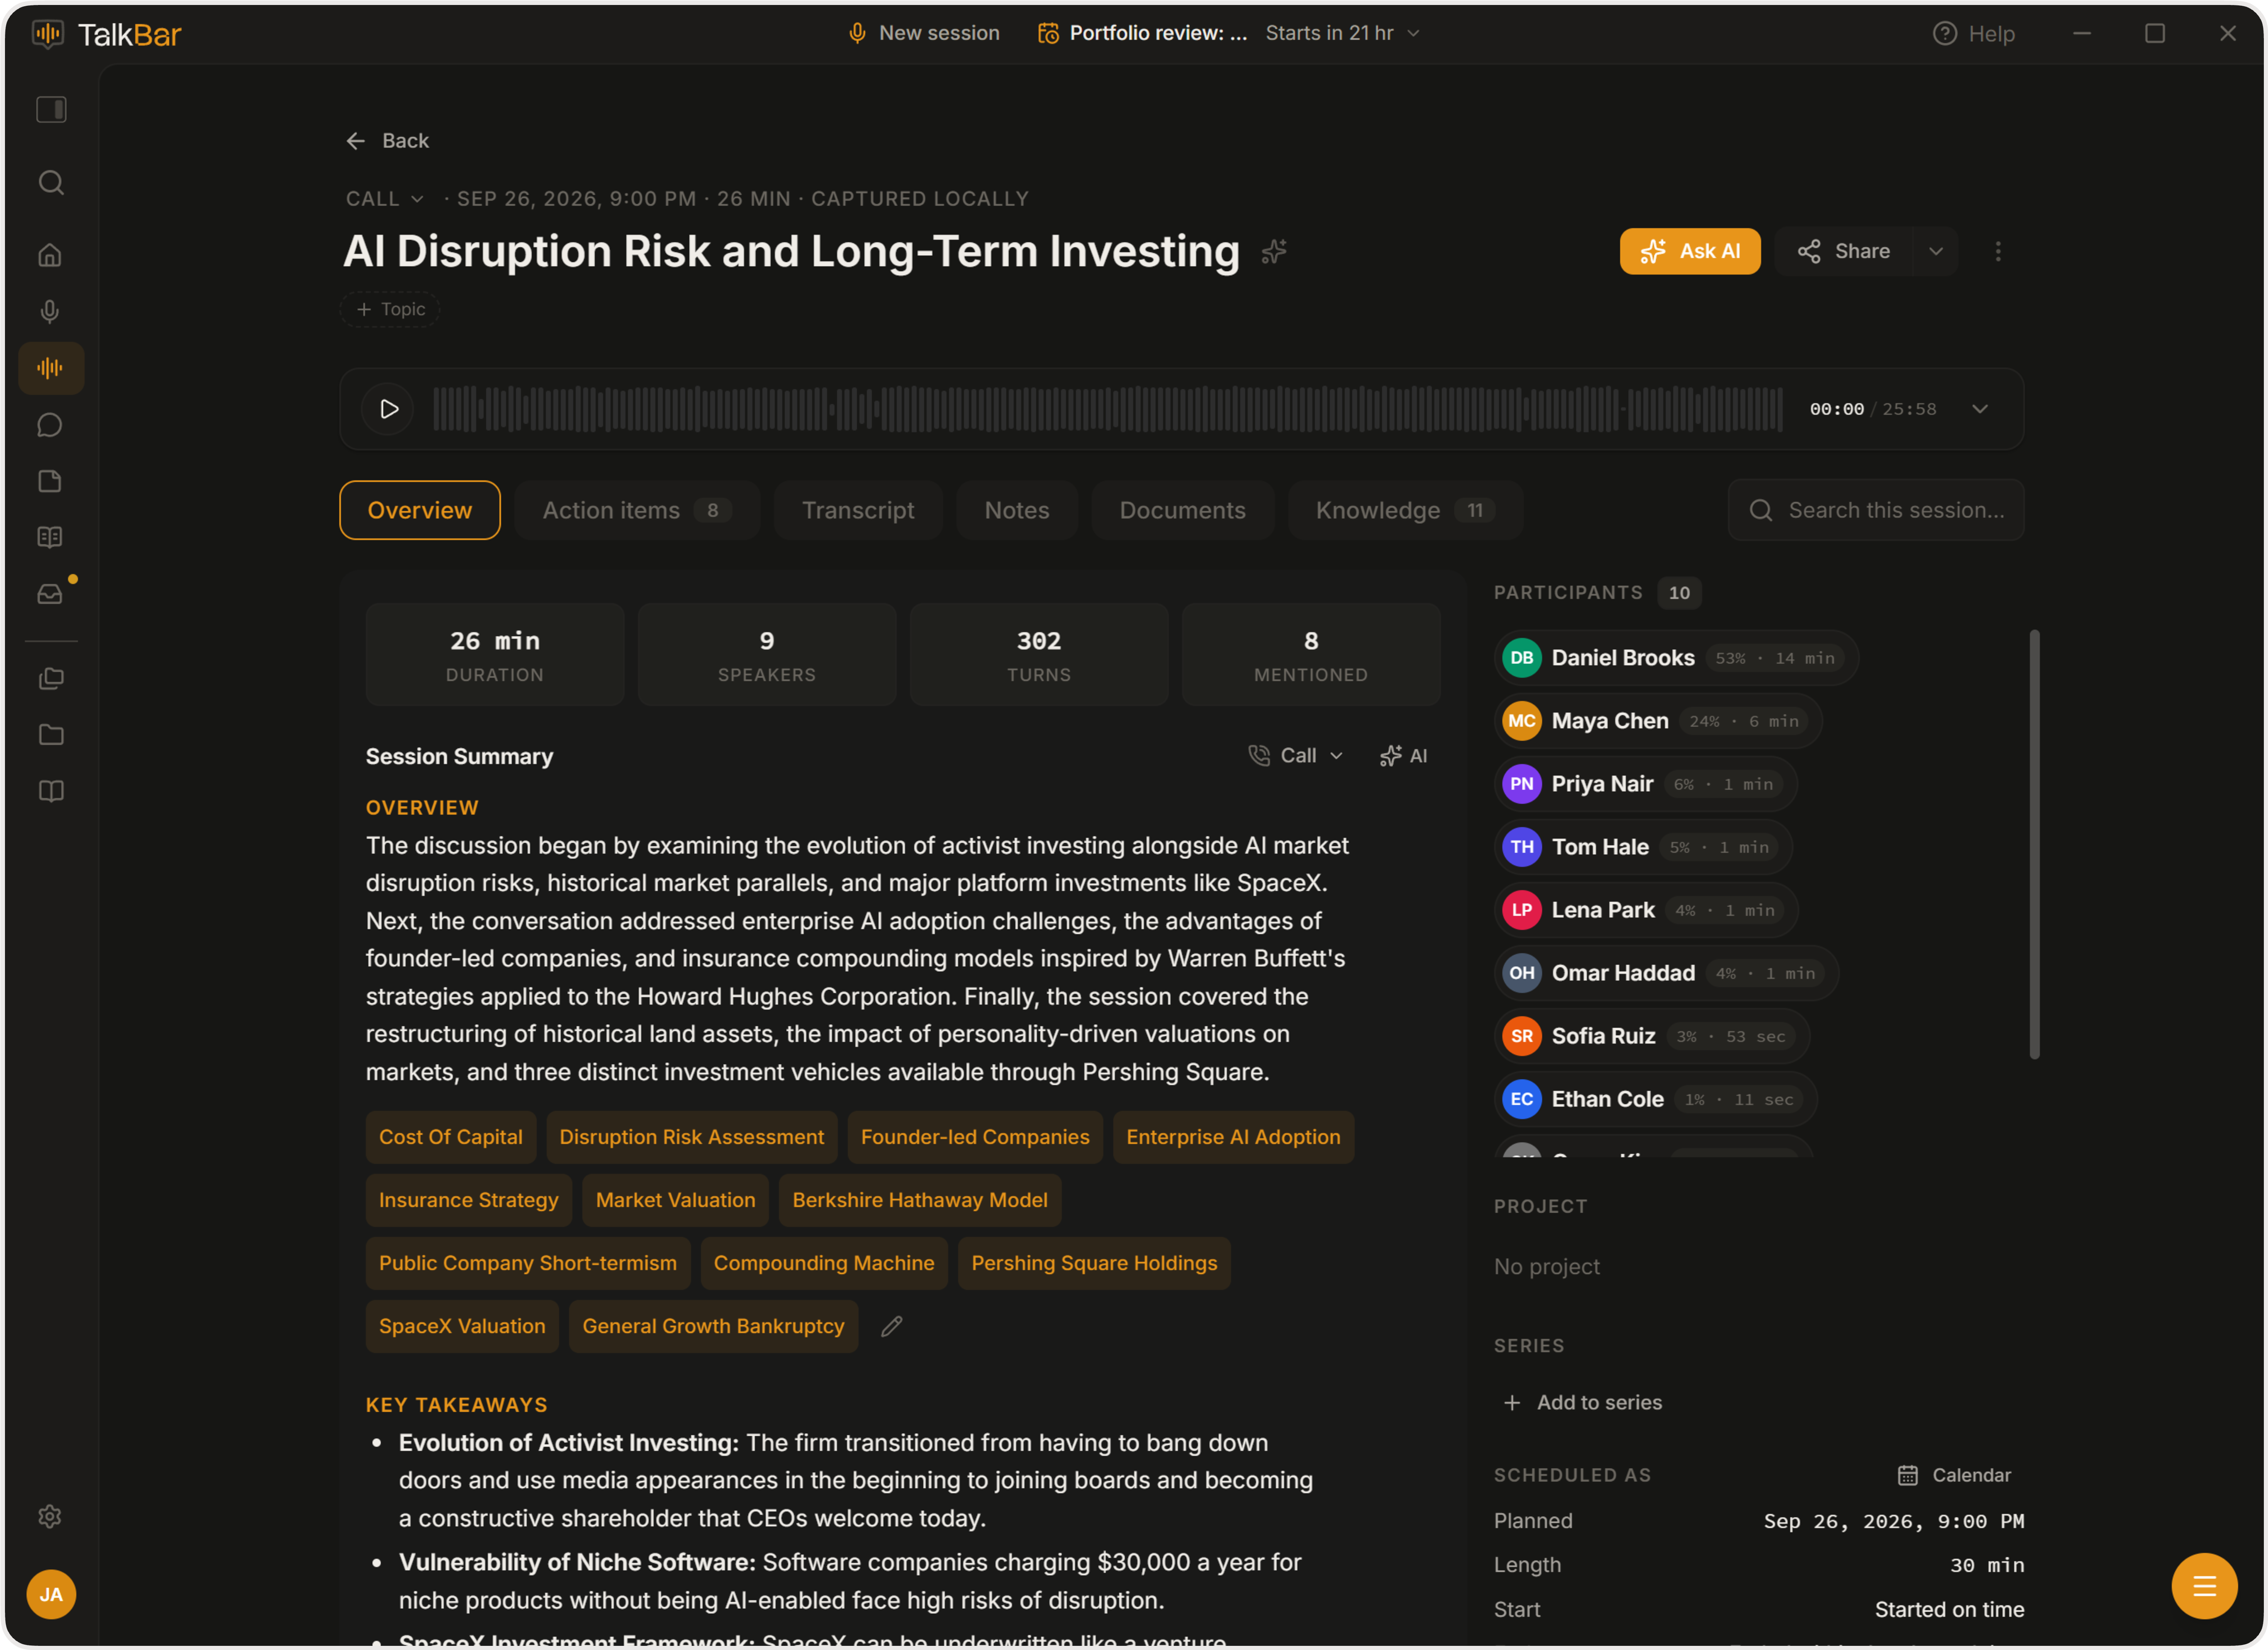 TalkBar
New session
Portfolio review: ... Starts in 21 hr
Help
Back
CALL · SEP 26, 2026, 9:00 PM · 26 MIN · CAPTURED LOCALLY
AI Disruption Risk and Long-Term Investing
Ask AI
Share
+ Topic
00:00 / 25:58
Overview
Action items 8
Transcript
Notes
Documents
Knowledge 11
Search this session...
26 min
DURATION
9
SPEAKERS
302
TURNS
8
MENTIONED
Session Summary
Call
AI
OVERVIEW
The discussion began by examining the evolution of activist investing alongside AI market
disruption risks, historical market parallels, and major platform investments like SpaceX.
Next, the conversation addressed enterprise AI adoption challenges, the advantages of
founder-led companies, and insurance compounding models inspired by Warren Buffett's
strategies applied to the Howard Hughes Corporation. Finally, the session covered the
restructuring of historical land assets, the impact of personality-driven valuations on
markets, and three distinct investment vehicles available through Pershing Square.
Cost Of Capital
Disruption Risk Assessment
Founder-led Companies
Enterprise AI Adoption
Insurance Strategy
Market Valuation
Berkshire Hathaway Model
Public Company Short-termism
Compounding Machine
Pershing Square Holdings
SpaceX Valuation
General Growth Bankruptcy
KEY TAKEAWAYS
• Evolution of Activist Investing: The firm transitioned from having to bang down
doors and use media appearances in the beginning to joining boards and becoming
a constructive shareholder that CEOs welcome today.
• Vulnerability of Niche Software: Software companies charging $30,000 a year for
niche products without being AI-enabled face high risks of disruption.
• SpaceX Investment Framework: SpaceX can be underwritten like a venture
PARTICIPANTS 10
DB Daniel Brooks 53% · 14 min
MC Maya Chen 24% · 6 min
PN Priya Nair 6% · 1 min
TH Tom Hale 5% · 1 min
LP Lena Park 4% · 1 min
OH Omar Haddad 4% · 1 min
SR Sofia Ruiz 3% · 53 sec
EC Ethan Cole 1% · 11 sec
PROJECT
No project
SERIES
+ Add to series
SCHEDULED AS
Calendar
Planned Sep 26, 2026, 9:00 PM
Length 30 min
Start Started on time
JA